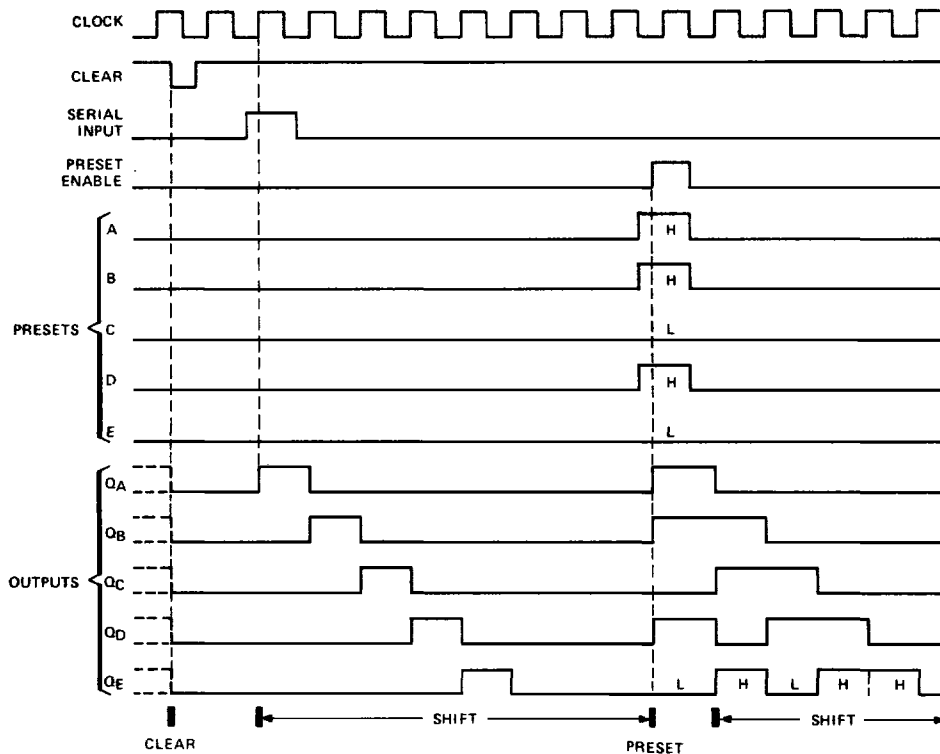 CLOCK
CLEAR
SERIAL
INPUT
PRESET
ENABLE
A H
B H
PRESETS C L
D H
E L
QA
QB
OUTPUTS QC
QD
QE L H L H H
SHIFT SHIFT
CLEAR PRESET